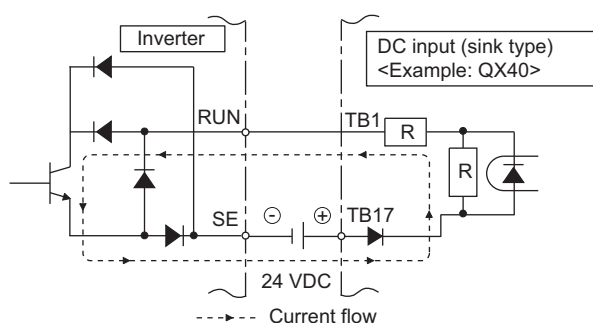 Inverter
DC input (sink type)
<Example: QX40>
RUN
TB1
R
R
SE
⊖
⊕
TB17
24 VDC
Current flow